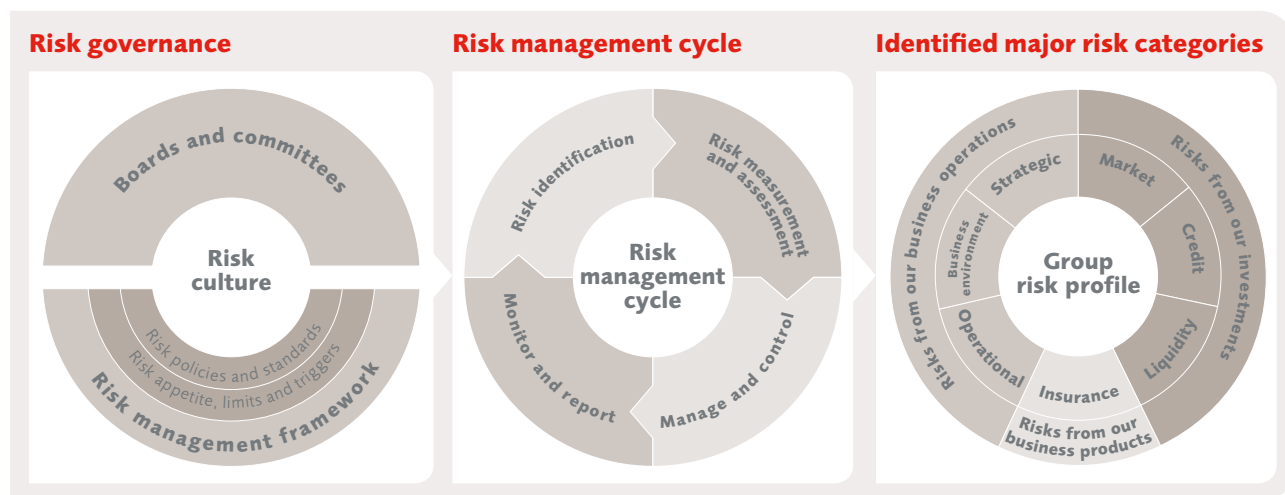 Risk governance
Boards and committees
Risk
culture
Risk policies and standards
Risk appetite, limits and triggers
Risk management framework
Risk management cycle
Risk identification
Risk measurement
and assessment
Risk
management
cycle
Monitor and report
Manage and control
Identified major risk categories
Risks from our business operations
Risks from our investments
Strategic
Market
Business
environment
Credit
Group
risk profile
Operational
Liquidity
Insurance
Risks from our
business products